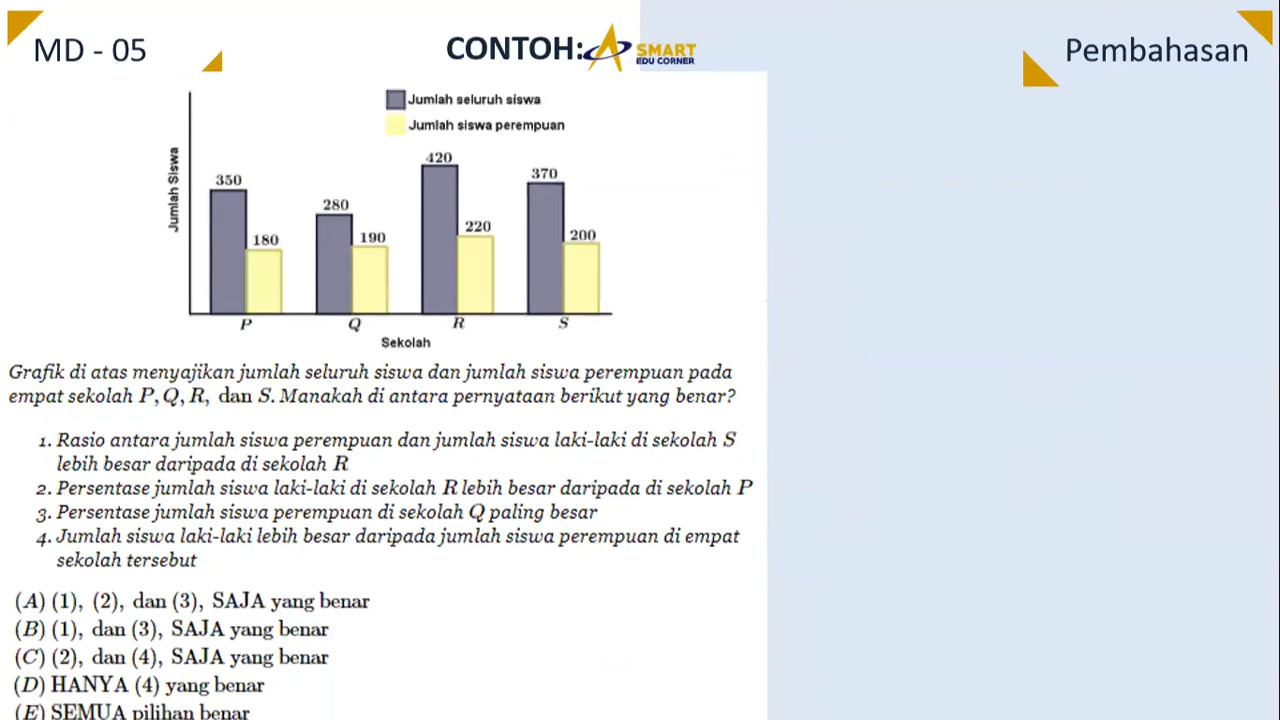 MD - 05
CONTOH:
SMART
EDU CORNER
Pembahasan
Jumlah seluruh siswa
Jumlah siswa perempuan
Jumlah Siswa
350
180
280
190
420
220
370
200
P
Q
R
S
Sekolah
Grafik di atas menyajikan jumlah seluruh siswa dan jumlah siswa perempuan pada
empat sekolah P, Q, R, dan S. Manakah di antara pernyataan berikut yang benar?
1. Rasio antara jumlah siswa perempuan dan jumlah siswa laki-laki di sekolah S
lebih besar daripada di sekolah R
2. Persentase jumlah siswa laki-laki di sekolah R lebih besar daripada di sekolah P
3. Persentase jumlah siswa perempuan di sekolah Q paling besar
4. Jumlah siswa laki-laki lebih besar daripada jumlah siswa perempuan di empat
sekolah tersebut
(A) (1), (2), dan (3), SAJA yang benar
(B) (1), dan (3), SAJA yang benar
(C) (2), dan (4), SAJA yang benar
(D) HANYA (4) yang benar
(E) SEMUA pilihan benar